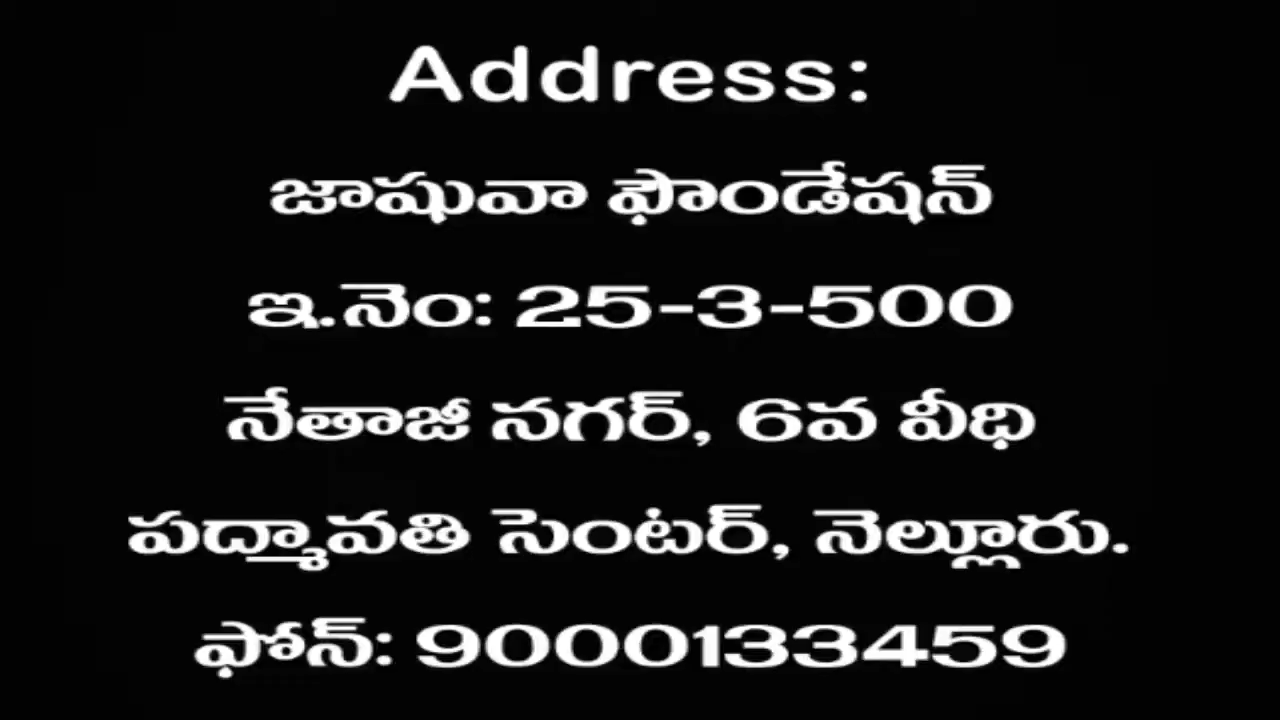 Address:
జాషువా ఫౌండేషన్
ఇ.నెం: 25-3-500
నేతాజీ నగర్, 6వ వీధి
పద్మావతి సెంటర్, నెల్లూరు.
ఫోన్: 9000133459